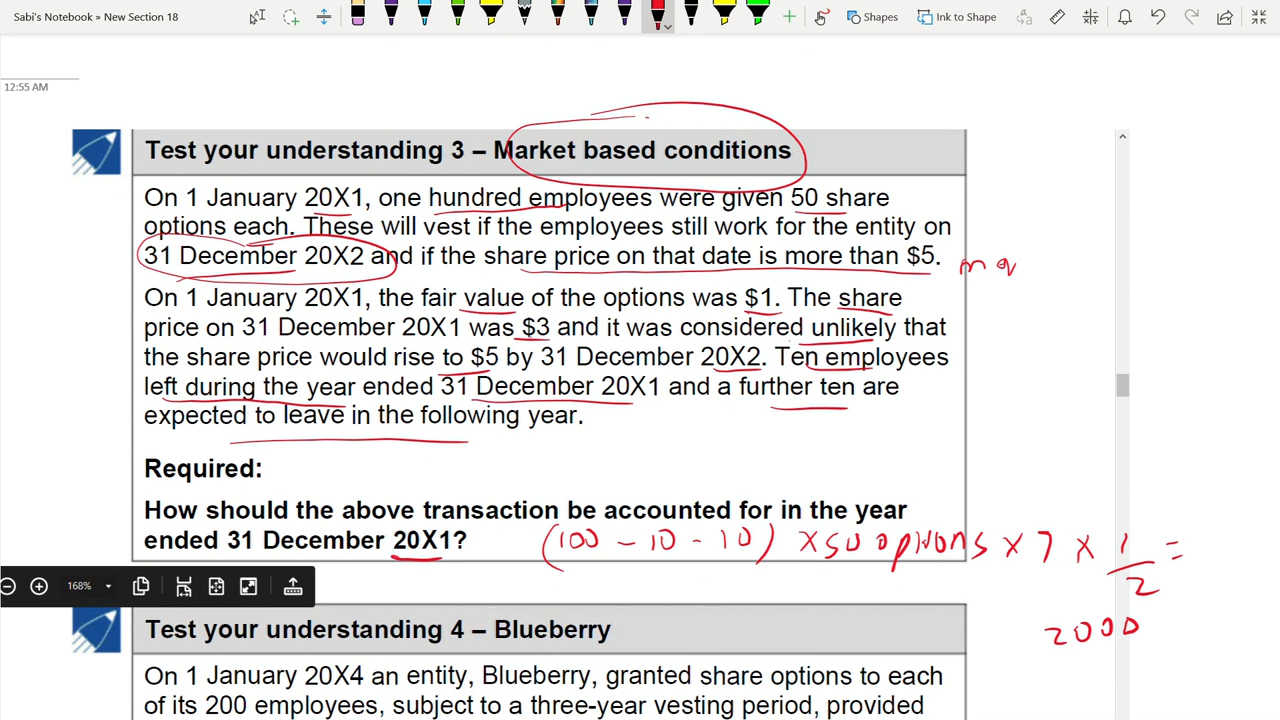 Sabi's Notebook » New Section 18
Shapes
Ink to Shape
12:55 AM
Test your understanding 3 – Market based conditions
On 1 January 20X1, one hundred employees were given 50 share
options each. These will vest if the employees still work for the entity on
31 December 20X2 and if the share price on that date is more than $5.
On 1 January 20X1, the fair value of the options was $1. The share
price on 31 December 20X1 was $3 and it was considered unlikely that
the share price would rise to $5 by 31 December 20X2. Ten employees
left during the year ended 31 December 20X1 and a further ten are
expected to leave in the following year.
Required:
How should the above transaction be accounted for in the year
ended 31 December 20X1?
(100 - 10 - 10) x 50 options x 7 x 1/2 =
2000
168%
Test your understanding 4 – Blueberry
On 1 January 20X4 an entity, Blueberry, granted share options to each
of its 200 employees, subject to a three-year vesting period, provided